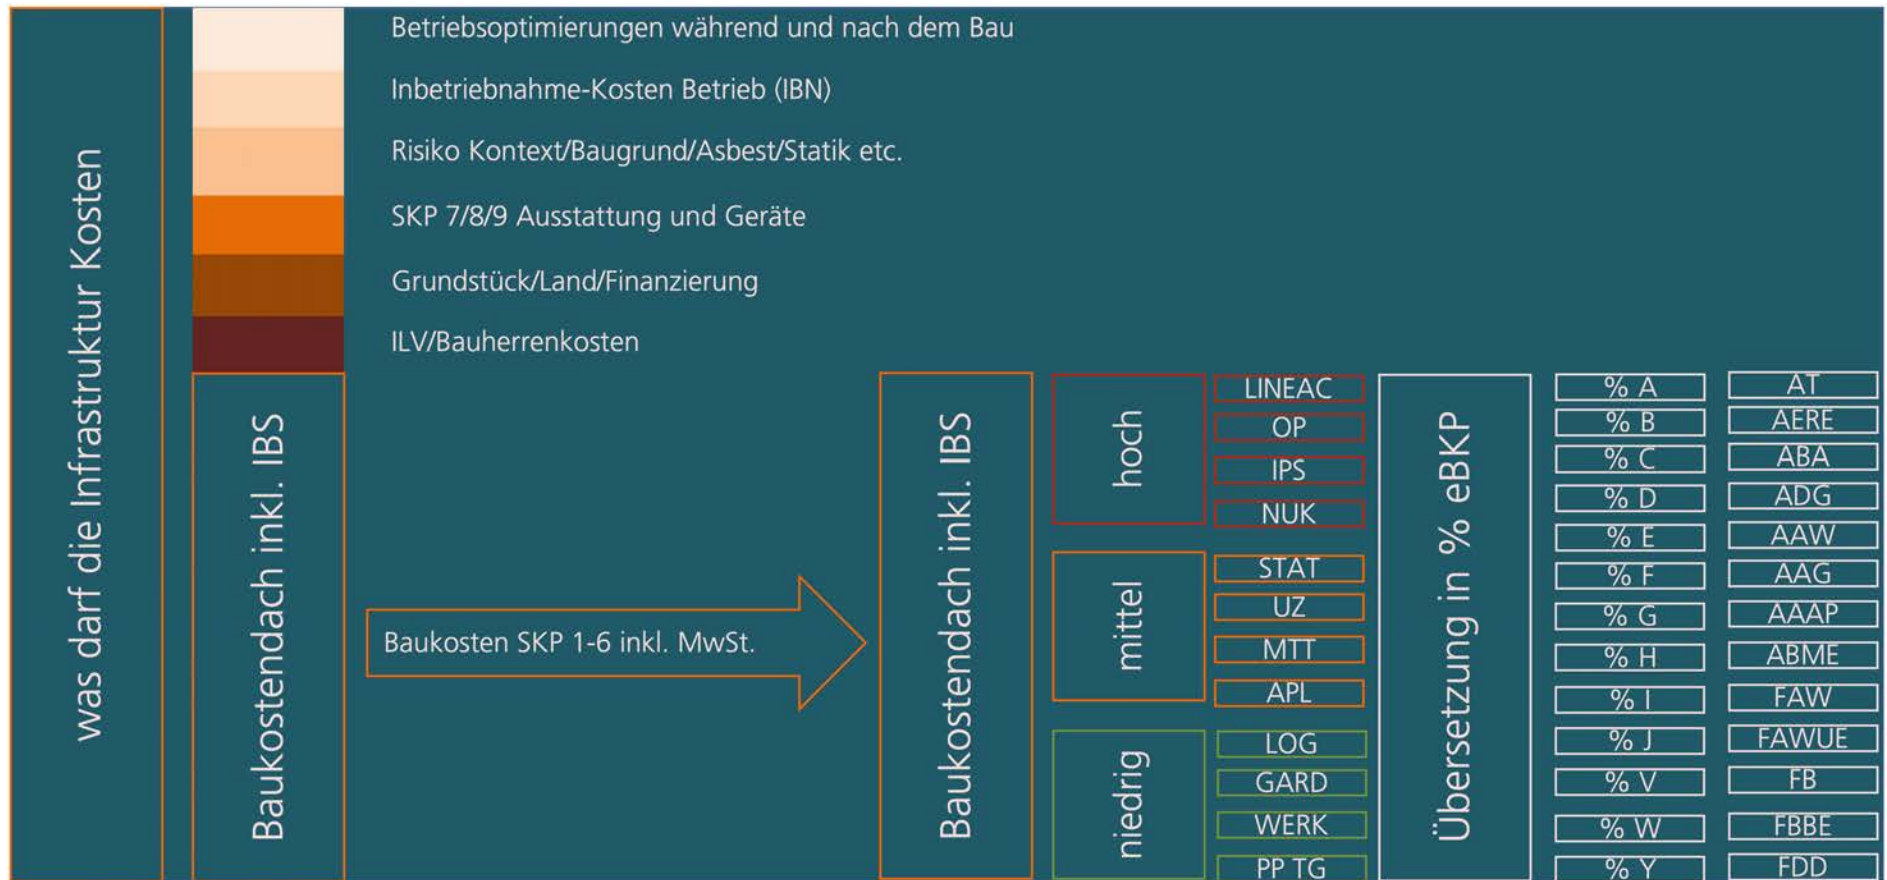 was darf die Infrastruktur Kosten
Betriebsoptimierungen während und nach dem Bau
Inbetriebnahme-Kosten Betrieb (IBN)
Risiko Kontext/Baugrund/Asbest/Statik etc.
SKP 7/8/9 Ausstattung und Geräte
Grundstück/Land/Finanzierung
ILV/Bauherrenkosten
Baukostendach inkl. IBS
Baukosten SKP 1-6 inkl. MwSt.
Baukostendach inkl. IBS
hoch
LINEAC
OP
IPS
NUK
mittel
STAT
UZ
MTT
APL
niedrig
LOG
GARD
WERK
PP TG
Übersetzung in % eBKP
% A
% B
% C
% D
% E
% F
% G
% H
% I
% J
% V
% W
% Y
AT
AERE
ABA
ADG
AAW
AAG
AAAP
ABME
FAW
FAWUE
FB
FBBE
FDD